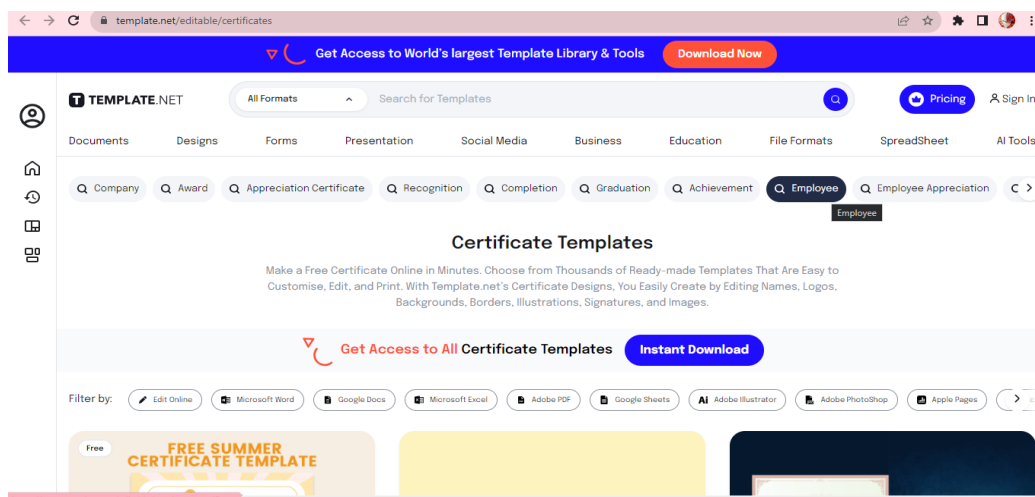 template.net/editable/certificates
Get Access to World's largest Template Library & Tools Download Now
TEMPLATE.NET All Formats Search for Templates Pricing Sign In
Documents Designs Forms Presentation Social Media Business Education File Formats SpreadSheet AI Tools
Company Award Appreciation Certificate Recognition Completion Graduation Achievement Employee Employee Appreciation
Employee
Certificate Templates
Make a Free Certificate Online in Minutes. Choose from Thousands of Ready-made Templates That Are Easy to
Customise, Edit, and Print. With Template.net's Certificate Designs, You Easily Create by Editing Names, Logos,
Backgrounds, Borders, Illustrations, Signatures, and Images.
Get Access to All Certificate Templates Instant Download
Filter by: Edit Online Microsoft Word Google Docs Microsoft Excel Adobe PDF Google Sheets Ai Adobe Illustrator Adobe PhotoShop Apple Pages
Free FREE SUMMER
CERTIFICATE TEMPLATE